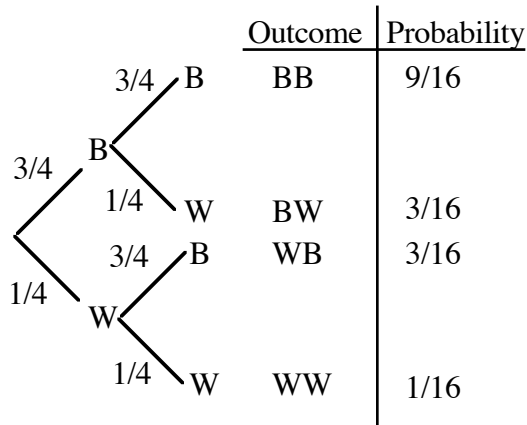 Outcome Probability
3/4 B BB 9/16
B
3/4
1/4 W BW 3/16
3/4 B WB 3/16
1/4
W
1/4 W WW 1/16